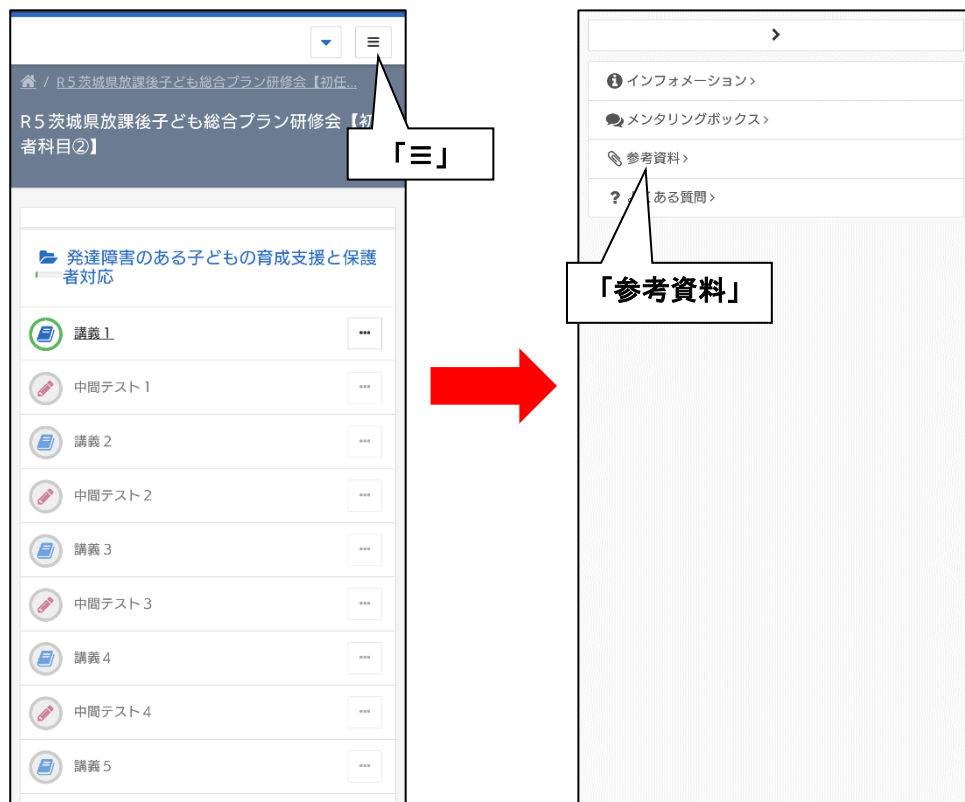 ≡
/ R5茨城県放課後子ども総合プラン研修会【初任...
R5茨城県放課後子ども総合プラン研修会【初
者科目②】
「≡」
発達障害のある子どもの育成支援と保護
者対応
講義1
中間テスト1
講義2
中間テスト2
講義3
中間テスト3
講義4
中間テスト4
講義5
インフォメーション›
メンタリングボックス›
参考資料›
? よくある質問›
「参考資料」